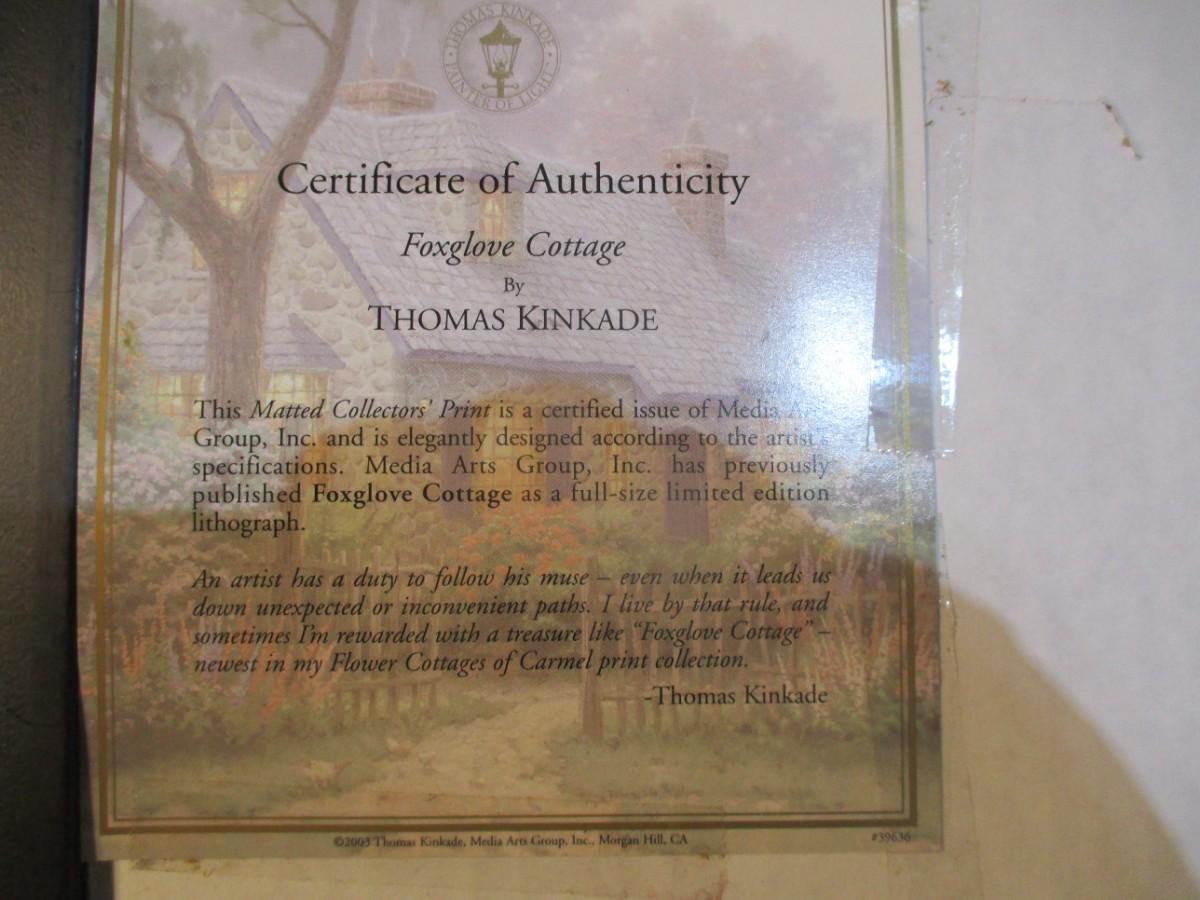 THOMAS KINKADE
PAINTER OF LIGHT
Certificate of Authenticity
Foxglove Cottage
By
THOMAS KINKADE
This Matted Collectors' Print is a certified issue of Media
Group, Inc. and is elegantly designed according to the artist's
specifications. Media Arts Group, Inc. has previously
published Foxglove Cottage as a full-size limited edition
lithograph.
An artist has a duty to follow his muse – even when it leads us
down unexpected or inconvenient paths. I live by that rule, and
sometimes I'm rewarded with a treasure like “Foxglove Cottage” –
newest in my Flower Cottages of Carmel print collection.
-Thomas Kinkade
©2003 Thomas Kinkade, Media Arts Group, Inc., Morgan Hill, CA
#39636